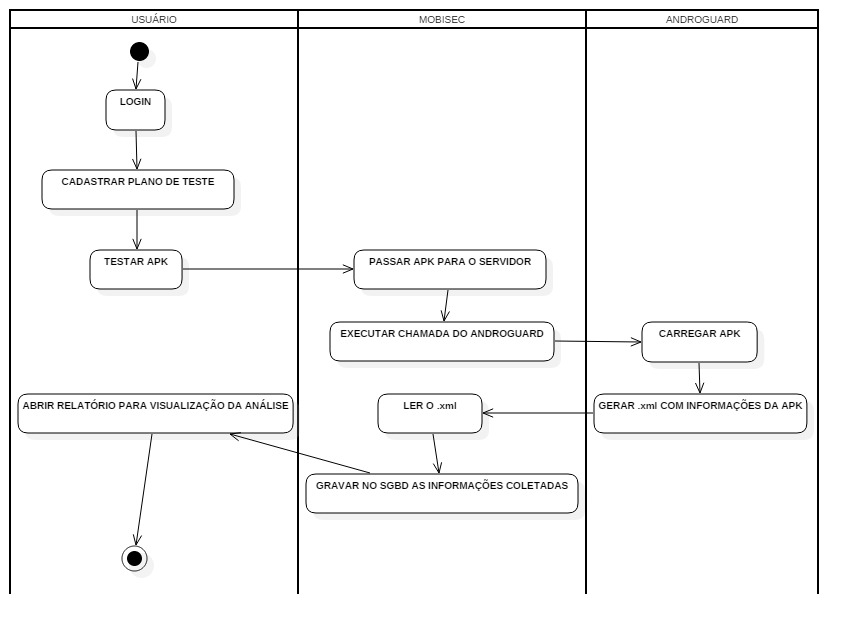 USUÁRIO
MOBISEC
ANDROGUARD
LOGIN
CADASTRAR PLANO DE TESTE
TESTAR APK
PASSAR APK PARA O SERVIDOR
EXECUTAR CHAMADA DO ANDROGUARD
CARREGAR APK
ABRIR RELATÓRIO PARA VISUALIZAÇÃO DA ANÁLISE
LER O .xml
GERAR .xml COM INFORMAÇÕES DA APK
GRAVAR NO SGBD AS INFORMAÇÕES COLETADAS